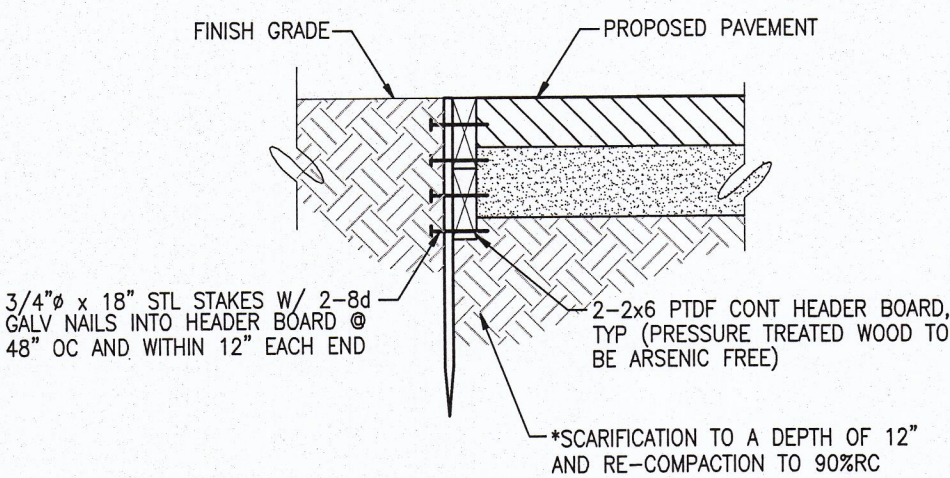 FINISH GRADE
PROPOSED PAVEMENT
3/4"ø x 18" STL STAKES W/ 2-8d
GALV NAILS INTO HEADER BOARD @
48" OC AND WITHIN 12" EACH END
2-2x6 PTDF CONT HEADER BOARD,
TYP (PRESSURE TREATED WOOD TO
BE ARSENIC FREE)
*SCARIFICATION TO A DEPTH OF 12"
AND RE-COMPACTION TO 90%RC